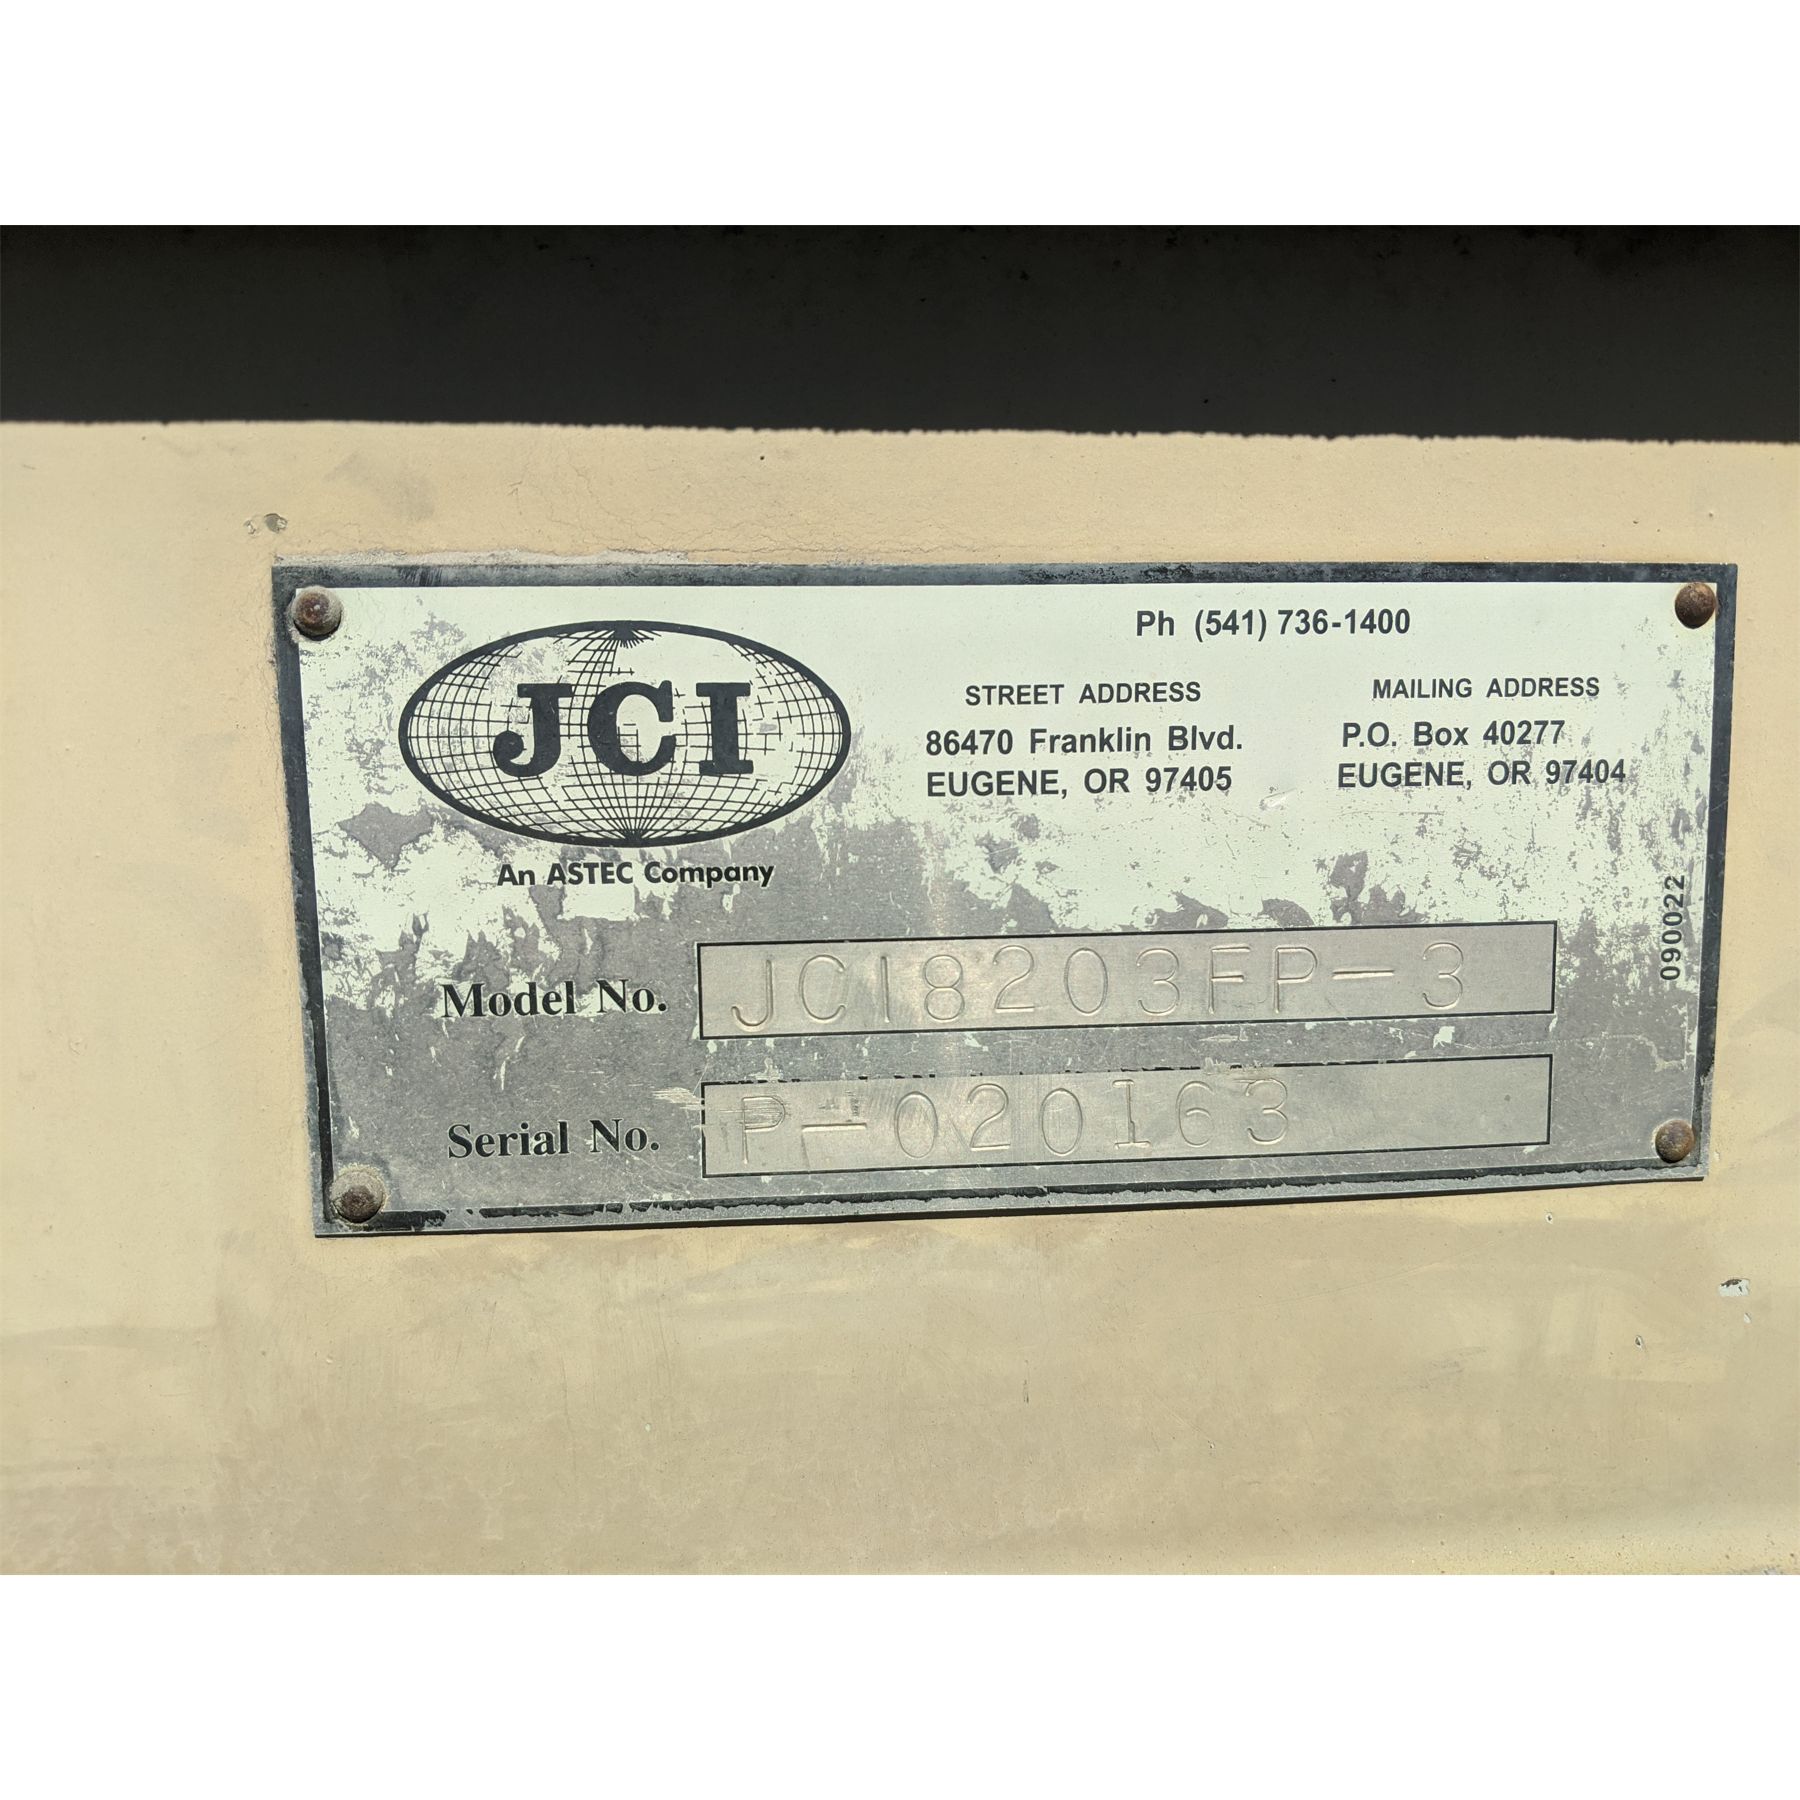 JCI
An ASTEC Company
Ph (541) 736-1400
STREET ADDRESS
86470 Franklin Blvd.
EUGENE, OR 97405
MAILING ADDRESS
P.O. Box 40277
EUGENE, OR 97404
090022
Model No. JCI8203FP-3
Serial No. P-020163